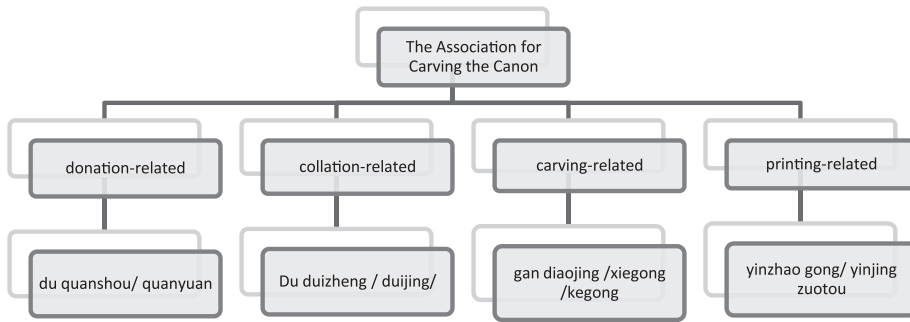 The Association for
Carving the Canon
donation-related
collation-related
carving-related
printing-related
du quanshou/ quanyuan
Du duizheng / duijing/
gan diaojing /xiegong
/kegong
yinzhao gong/ yinjing
zuotou